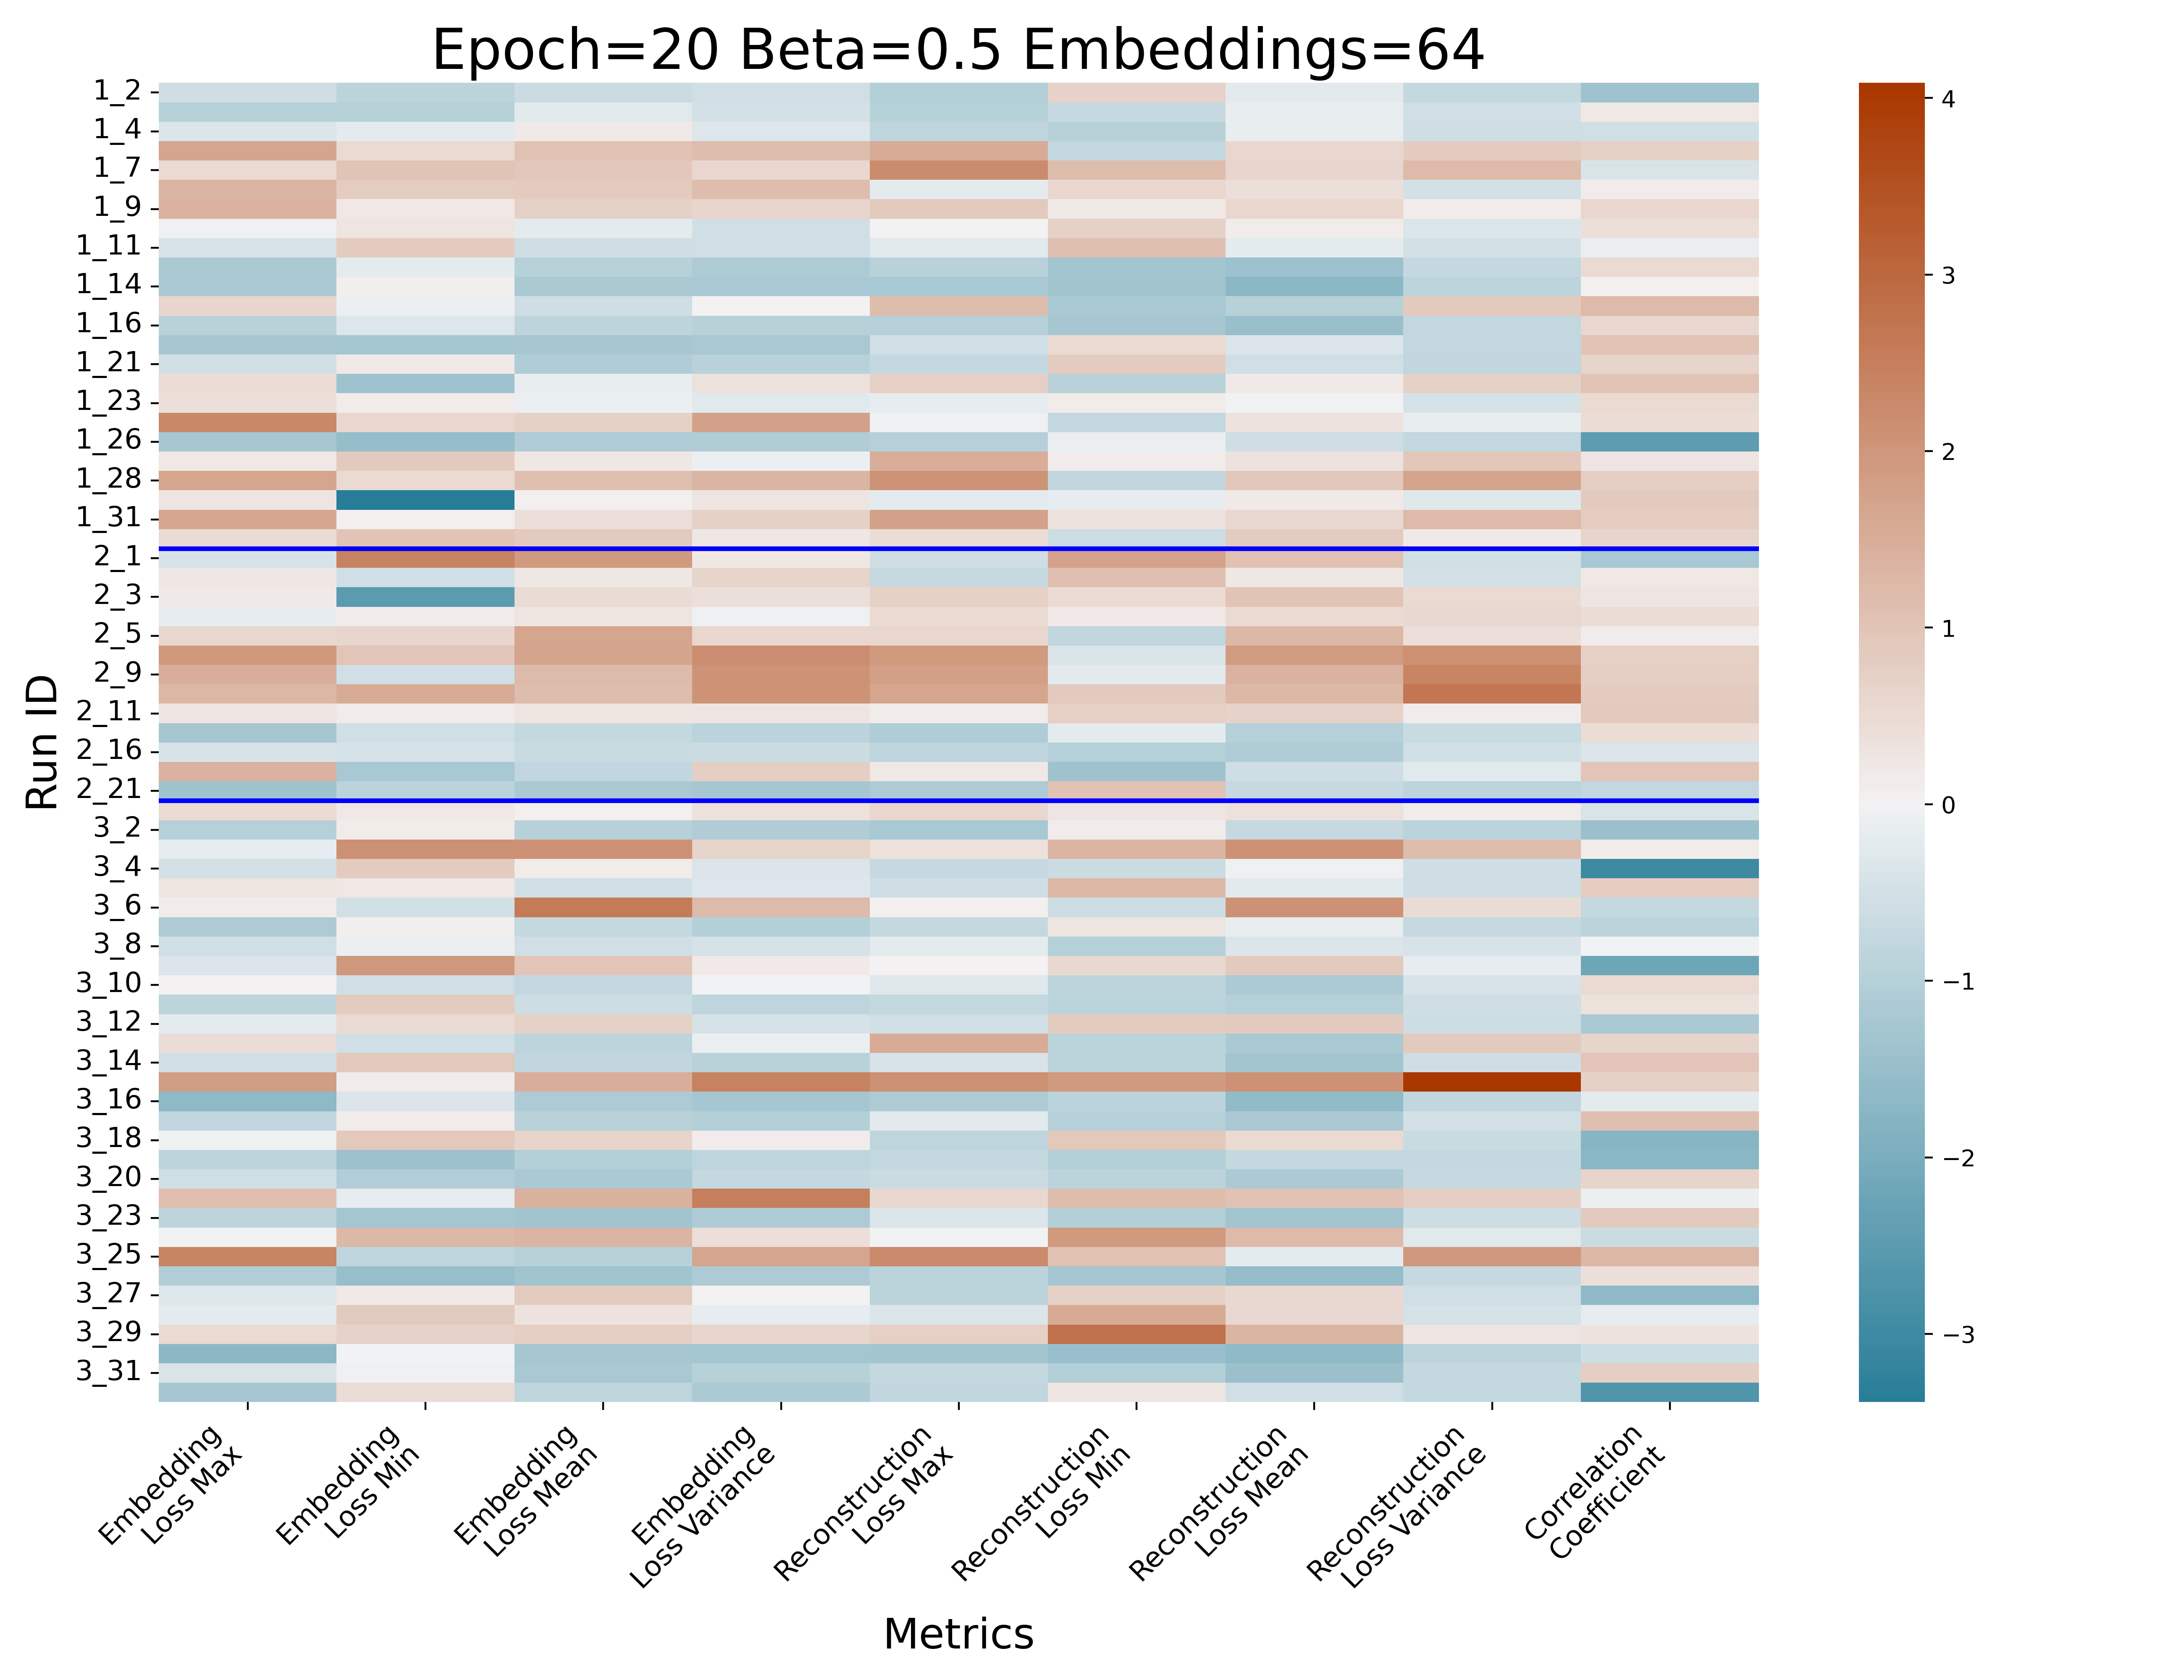 Epoch=20 Beta=0.5 Embeddings=64
Run ID
1_2
1_4
1_7
1_9
1_11
1_14
1_16
1_21
1_23
1_26
1_28
1_31
2_1
2_3
2_5
2_9
2_11
2_16
2_21
3_2
3_4
3_6
3_8
3_10
3_12
3_14
3_16
3_18
3_20
3_23
3_25
3_27
3_29
3_31
Embedding
Loss Max
Embedding
Loss Min
Embedding
Loss Mean
Embedding
Loss Variance
Reconstruction
Loss Max
Reconstruction
Loss Min
Reconstruction
Loss Mean
Reconstruction
Loss Variance
Correlation
Coefficient
Metrics
4
3
2
1
0
−1
−2
−3